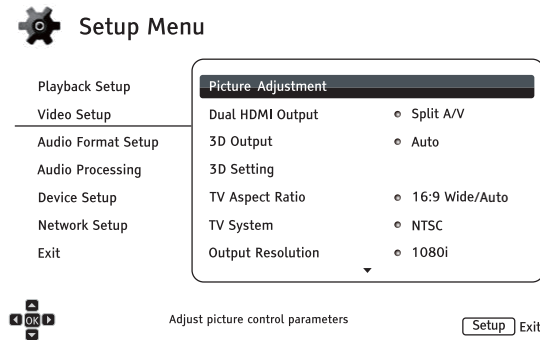 Setup Menu
Playback Setup
Video Setup
Audio Format Setup
Audio Processing
Device Setup
Network Setup
Exit
Picture Adjustment
Dual HDMI Output Split A/V
3D Output Auto
3D Setting
TV Aspect Ratio 16:9 Wide/Auto
TV System NTSC
Output Resolution 1080i
OK
Adjust picture control parameters
Setup Exit